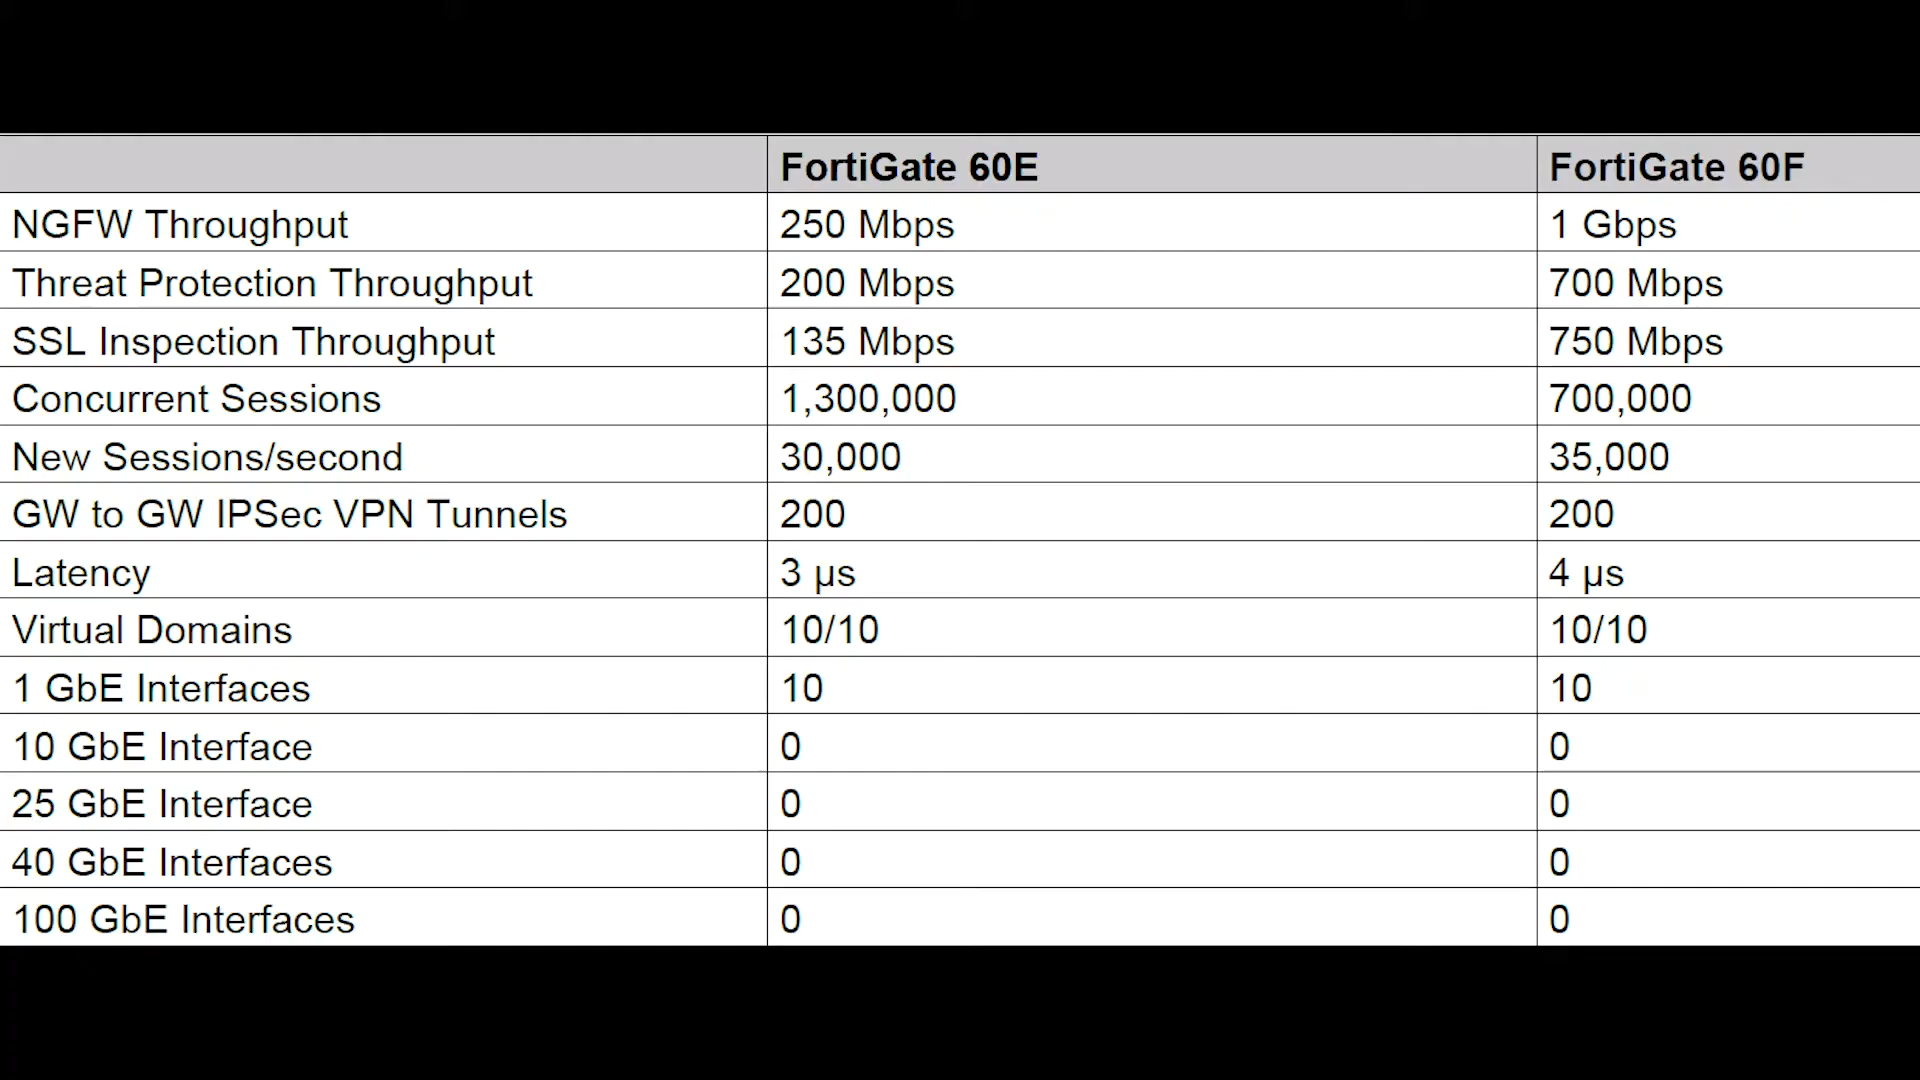 FortiGate 60E FortiGate 60F
NGFW Throughput 250 Mbps 1 Gbps
Threat Protection Throughput 200 Mbps 700 Mbps
SSL Inspection Throughput 135 Mbps 750 Mbps
Concurrent Sessions 1,300,000 700,000
New Sessions/second 30,000 35,000
GW to GW IPSec VPN Tunnels 200 200
Latency 3 μs 4 μs
Virtual Domains 10/10 10/10
1 GbE Interfaces 10 10
10 GbE Interface 0 0
25 GbE Interface 0 0
40 GbE Interfaces 0 0
100 GbE Interfaces 0 0